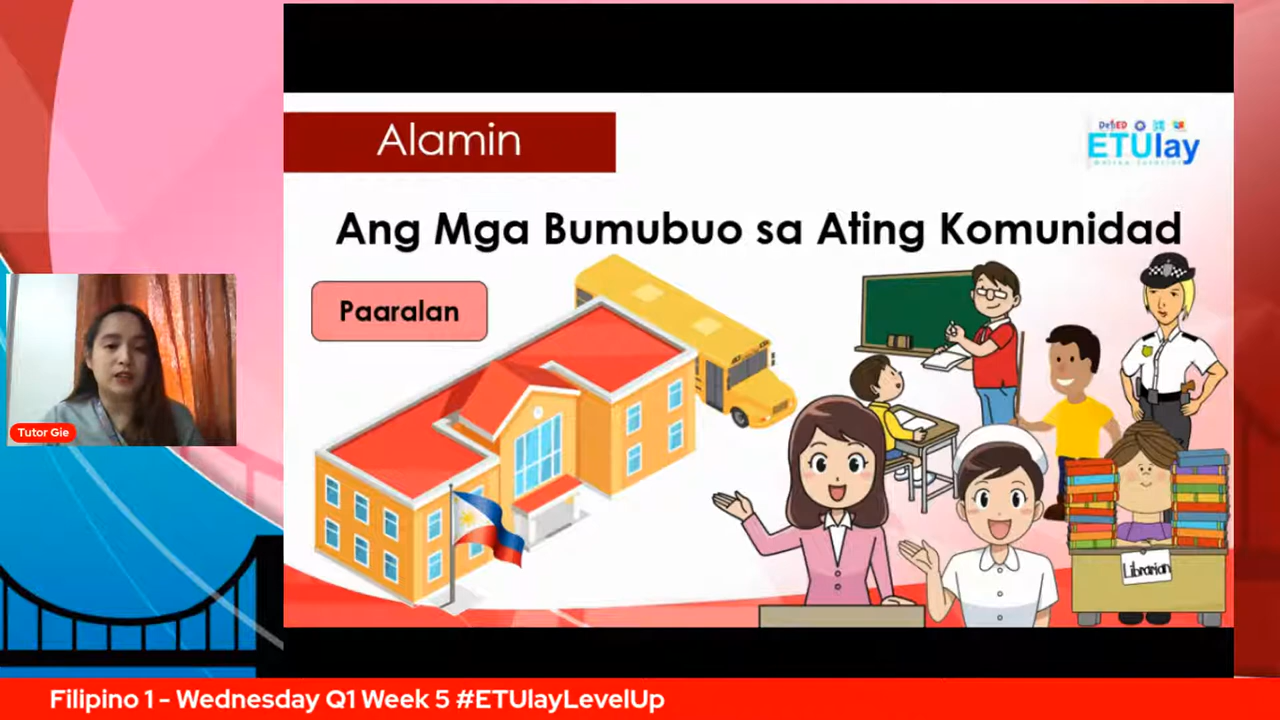 Alamin
DepED
ETUlay
Ang Mga Bumubuo sa Ating Komunidad
Paaralan
Librarian
Tutor Gie
Filipino 1 - Wednesday Q1 Week 5 #ETUlayLevelUp